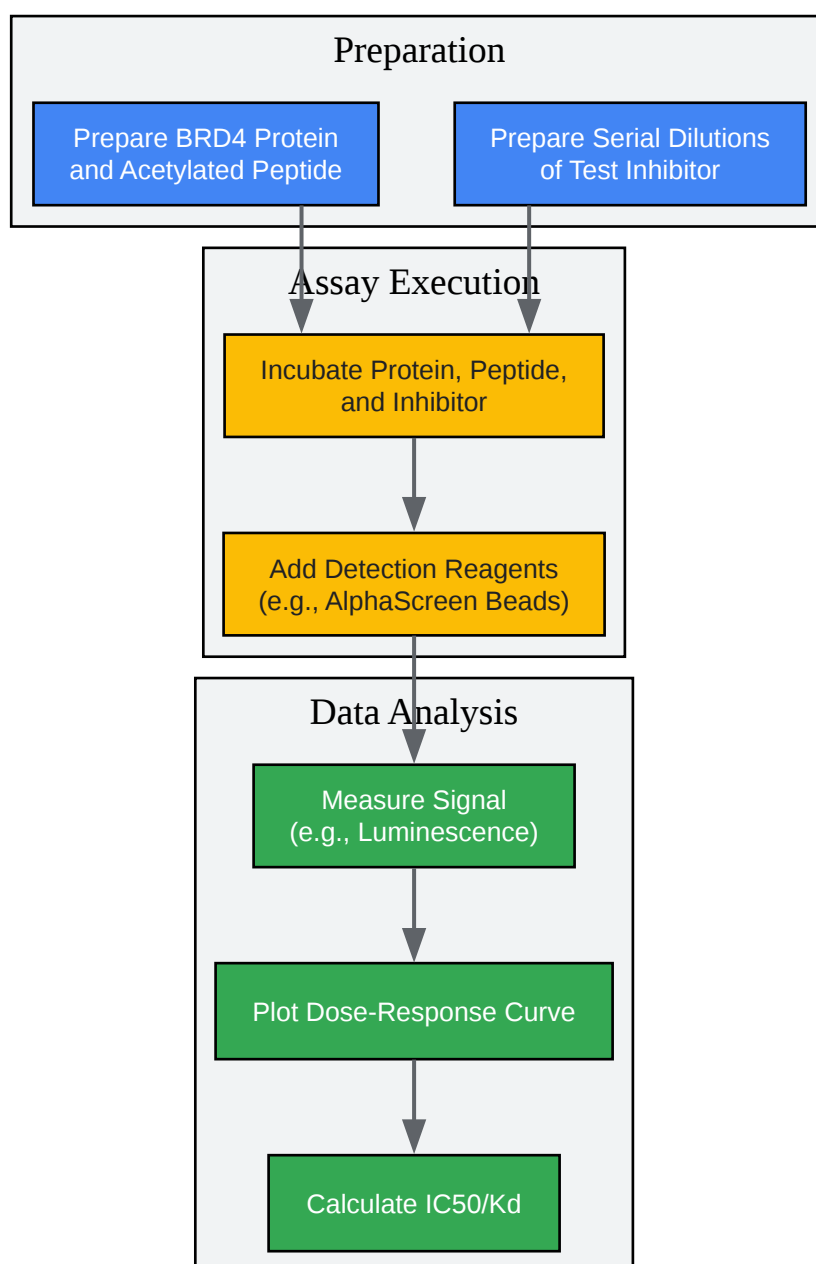 Preparation
Prepare BRD4 Protein
and Acetylated Peptide
Prepare Serial Dilutions
of Test Inhibitor
Assay Execution
Incubate Protein, Peptide,
and Inhibitor
Add Detection Reagents
(e.g., AlphaScreen Beads)
Data Analysis
Measure Signal
(e.g., Luminescence)
Plot Dose-Response Curve
Calculate IC50/Kd